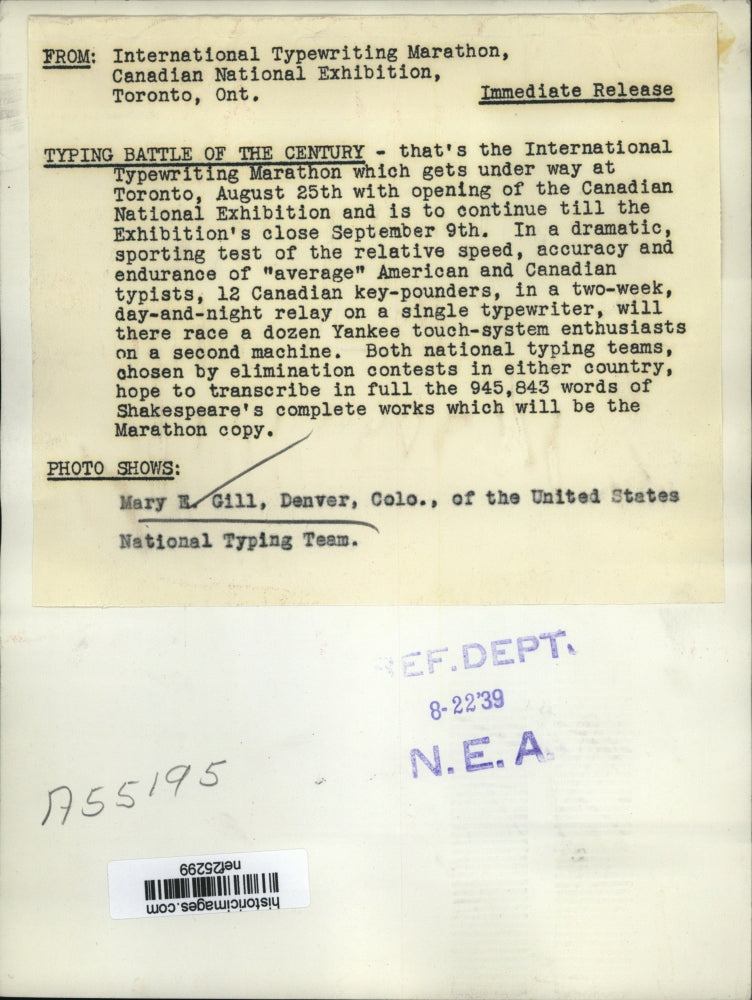 FROM: International Typewriting Marathon,
Canadian National Exhibition,
Toronto, Ont.
Immediate Release
TYPING BATTLE OF THE CENTURY - that's the International
Typewriting Marathon which gets under way at
Toronto, August 25th with opening of the Canadian
National Exhibition and is to continue till the
Exhibition's close September 9th. In a dramatic,
sporting test of the relative speed, accuracy and
endurance of "average" American and Canadian
typists, 12 Canadian key-pounders, in a two-week,
day-and-night relay on a single typewriter, will
there race a dozen Yankee touch-system enthusiasts
on a second machine. Both national typing teams,
chosen by elimination contests in either country,
hope to transcribe in full the 945,843 words of
Shakespeare's complete works which will be the
Marathon copy.
PHOTO SHOWS:
Mary E. Gill, Denver, Colo., of the United States
National Typing Team.
REF. DEPT.
8-22'39
N.E.A.
A55195
nef25299
historicimages.com